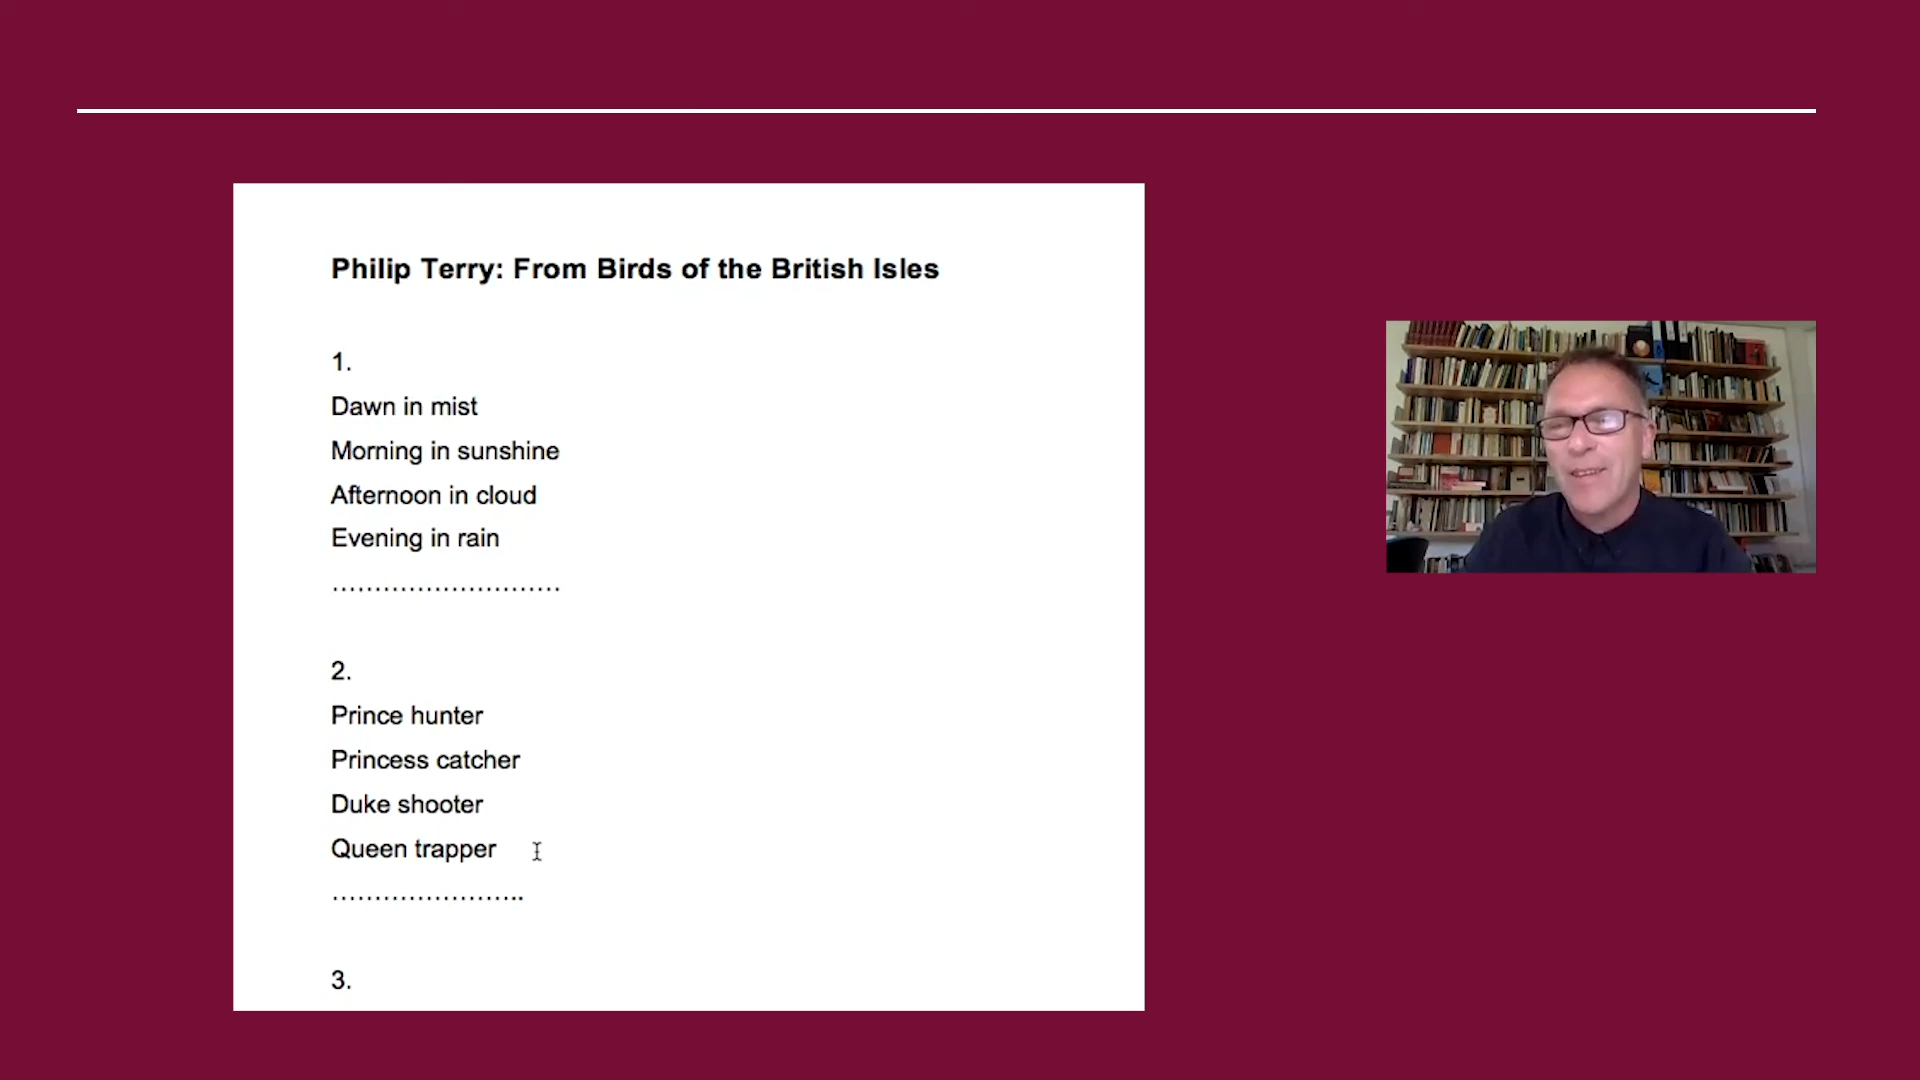 Philip Terry: From Birds of the British Isles
1.
Dawn in mist
Morning in sunshine
Afternoon in cloud
Evening in rain
………………………
2.
Prince hunter
Princess catcher
Duke shooter
Queen trapper
…………………..
3.